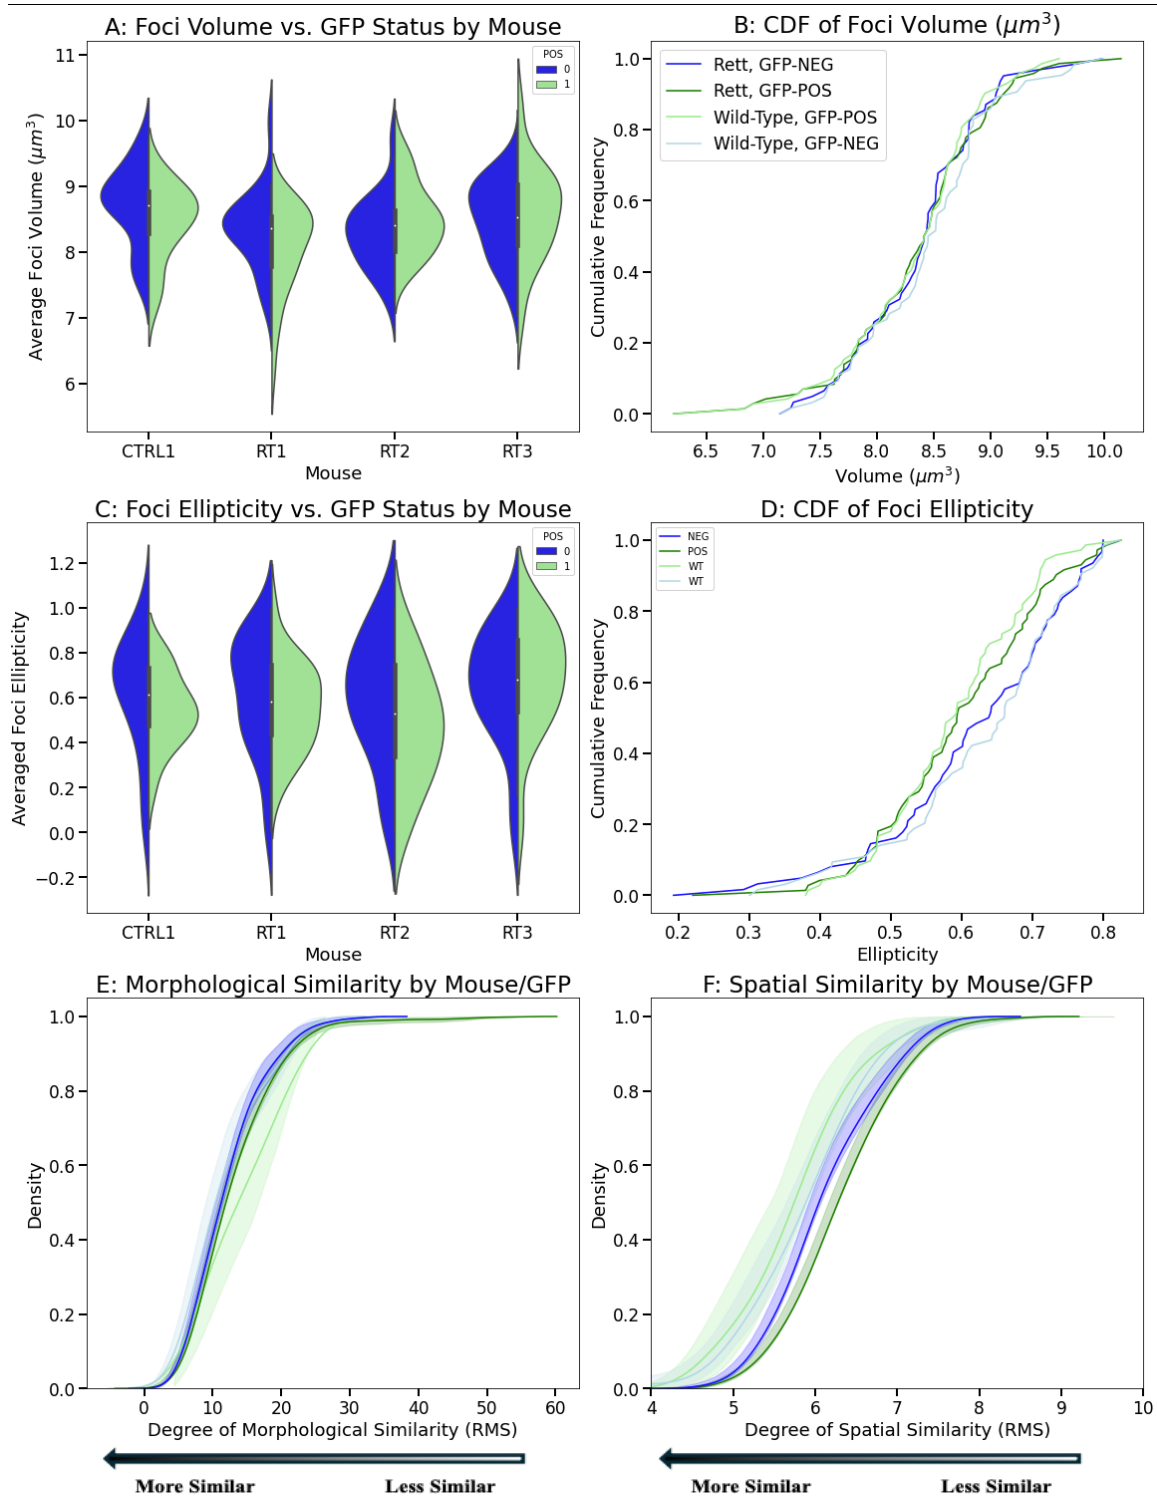 A: Foci Volume vs. GFP Status by Mouse
POS
0
1
11
10
9
8
7
6
Average Foci Volume (μm³)
CTRL1 RT1 RT2 RT3
Mouse
B: CDF of Foci Volume (μm³)
Rett, GFP-NEG
Rett, GFP-POS
Wild-Type, GFP-POS
Wild-Type, GFP-NEG
1.0
0.8
0.6
0.4
0.2
0.0
Cumulative Frequency
6.5 7.0 7.5 8.0 8.5 9.0 9.5 10.0
Volume (μm³)
C: Foci Ellipticity vs. GFP Status by Mouse
POS
0
1
1.2
1.0
0.8
0.6
0.4
0.2
0.0
−0.2
Averaged Foci Ellipticity
CTRL1 RT1 RT2 RT3
Mouse
D: CDF of Foci Ellipticity
NEG
POS
WT
WT
1.0
0.8
0.6
0.4
0.2
0.0
Cumulative Frequency
0.2 0.3 0.4 0.5 0.6 0.7 0.8
Ellipticity
E: Morphological Similarity by Mouse/GFP
1.0
0.8
0.6
0.4
0.2
0.0
Density
0 10 20 30 40 50 60
Degree of Morphological Similarity (RMS)
More Similar Less Similar
F: Spatial Similarity by Mouse/GFP
1.0
0.8
0.6
0.4
0.2
0.0
Density
4 5 6 7 8 9 10
Degree of Spatial Similarity (RMS)
More Similar Less Similar